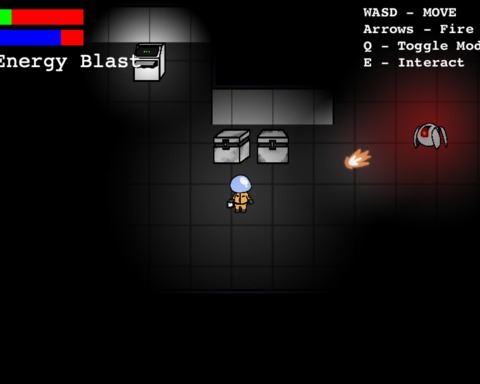 WASD - MOVE
Arrows - Fire
Q - Toggle Mod
E - Interact
Energy Blast